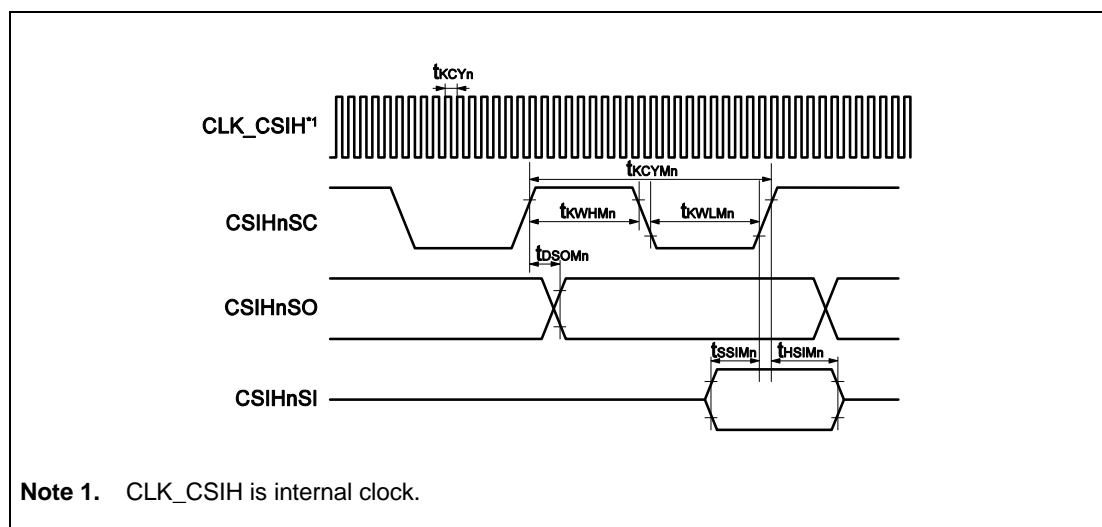 tKCYn
CLK_CSIH*1
tKCYMn
CSIHnSC
tKWHMn
tKWLMn
tDSOMn
CSIHnSO
tSSIMn
tHSIMn
CSIHnSI
Note 1. CLK_CSIH is internal clock.